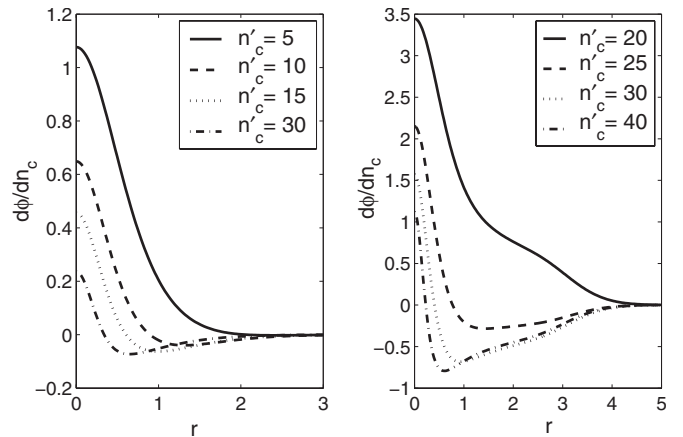 1.2
1
0.8
0.6
0.4
0.2
0
−0.2
0
1
2
3
r
dϕ/dn_c
n′_c= 5
n′_c= 10
n′_c= 15
n′_c= 30
3.5
3
2.5
2
1.5
1
0.5
0
−0.5
−1
0
1
2
3
4
5
r
dϕ/dn_c
n′_c= 20
n′_c= 25
n′_c= 30
n′_c= 40